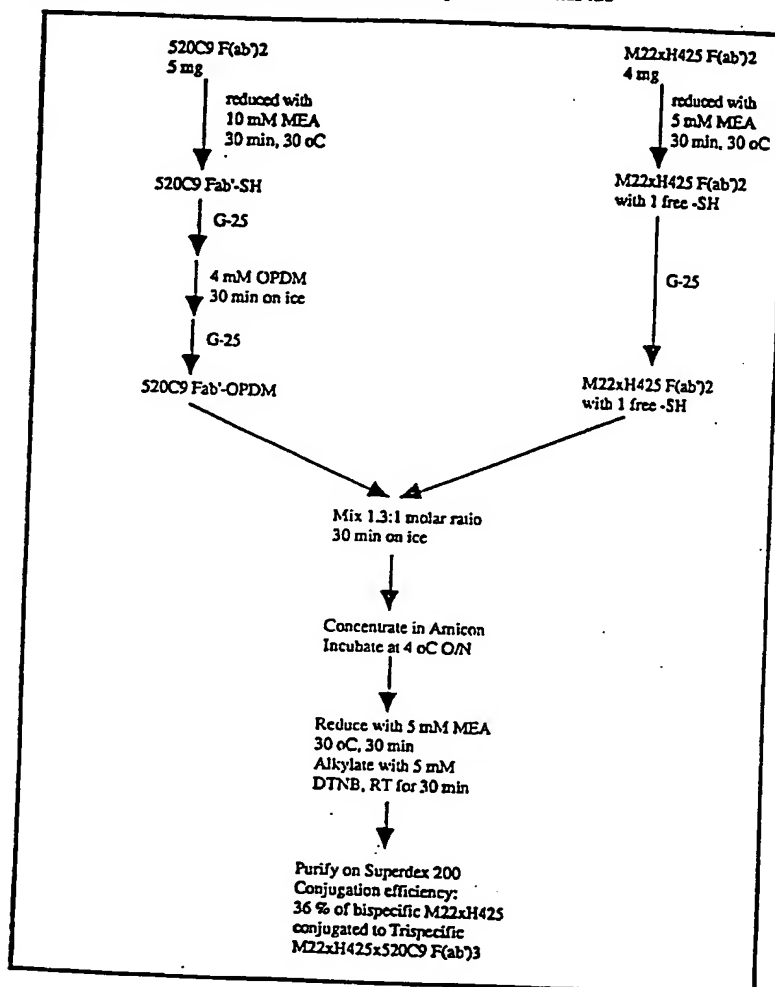 520C9 F(ab')2
5 mg
reduced with
10 mM MEA
30 min, 30 oC
520C9 Fab'-SH
G-25
4 mM OPDM
30 min on ice
G-25
520C9 Fab'-OPDM
M22xH425 F(ab')2
4 mg
reduced with
5 mM MEA
30 min, 30 oC
M22xH425 F(ab')2
with 1 free -SH
G-25
M22xH425 F(ab')2
with 1 free -SH
Mix 1.3:1 molar ratio
30 min on ice
Concentrate in Amicon
Incubate at 4 oC O/N
Reduce with 5 mM MEA
30 oC, 30 min
Alkylate with 5 mM
DTNB, RT for 30 min
Purify on Superdex 200
Conjugation efficiency:
36 % of bispecific M22xH425
conjugated to Trispecific
M22xH425x520C9 F(ab')3